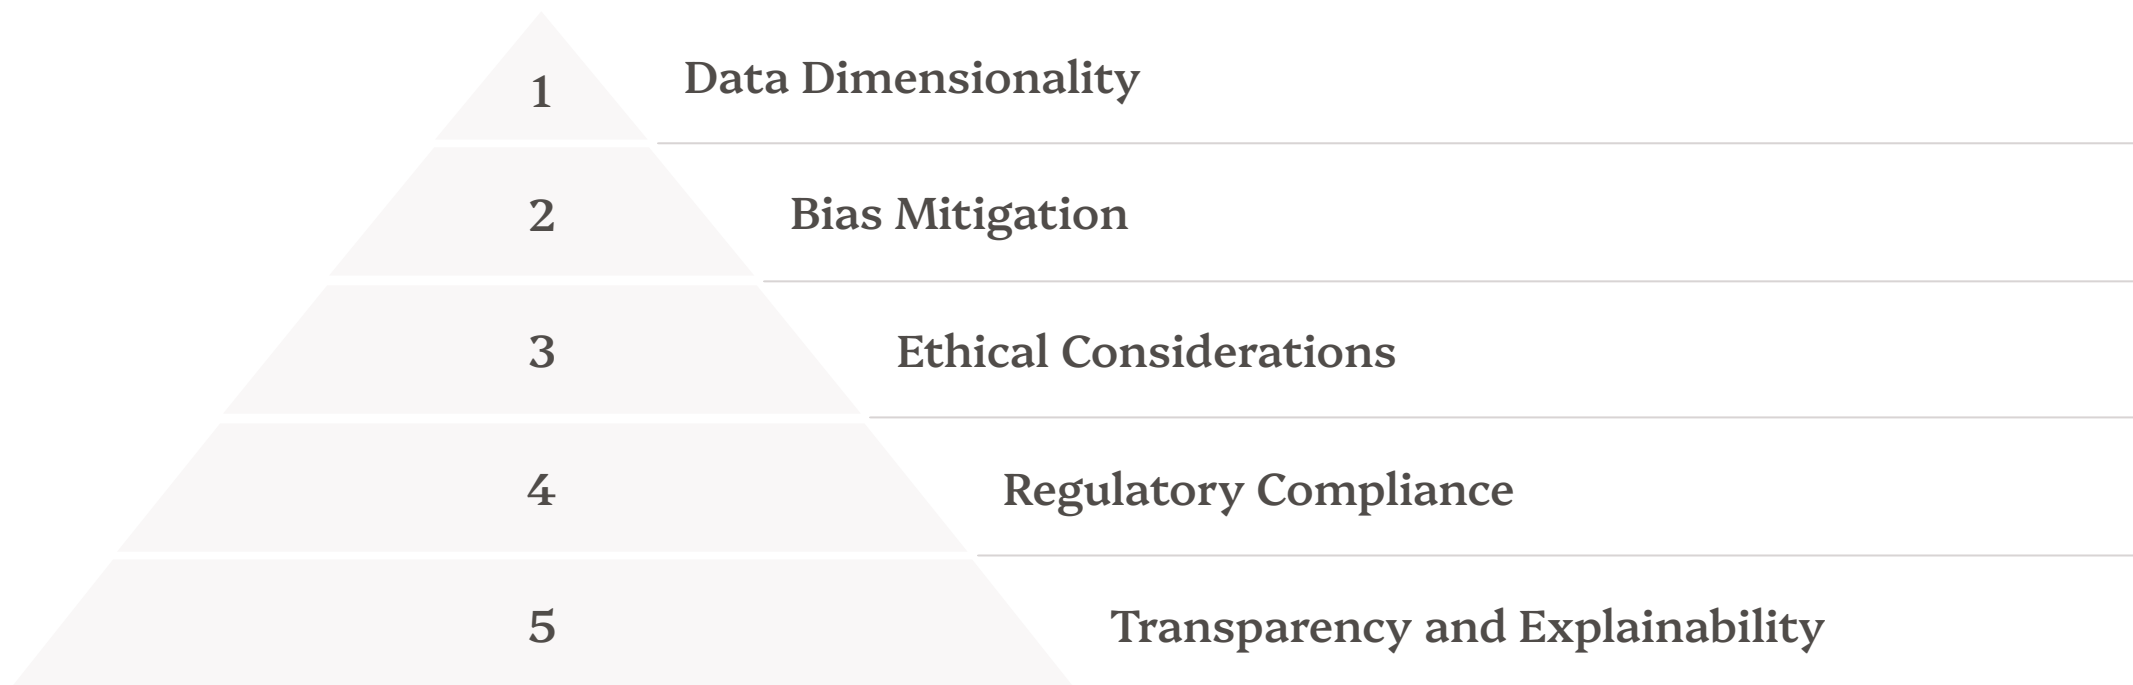 1 Data Dimensionality
2 Bias Mitigation
3 Ethical Considerations
4 Regulatory Compliance
5 Transparency and Explainability